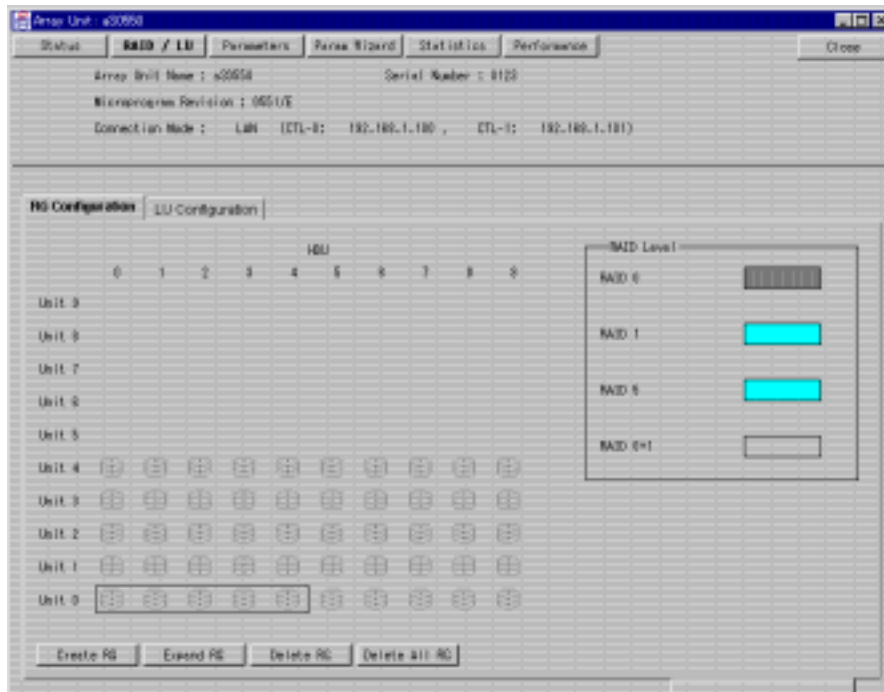 Array Unit : a30550
Status RAID / LU Parameters Param Wizard Statistics Performance Close
Array Unit Name : a30550 Serial Number : 0123
Microprogram Revision : 0551/E
Connection Mode : LAN (CTL-0: 192.168.1.100 , CTL-1: 192.168.1.101)
RG Configuration LU Configuration
HDU
0 1 2 3 4 5 6 7 8 9
Unit 9
Unit 8
Unit 7
Unit 6
Unit 5
Unit 4
Unit 3
Unit 2
Unit 1
Unit 0
RAID Level
RAID 0
RAID 1
RAID 5
RAID 0+1
Create RG Expand RG Delete RG Delete All RG